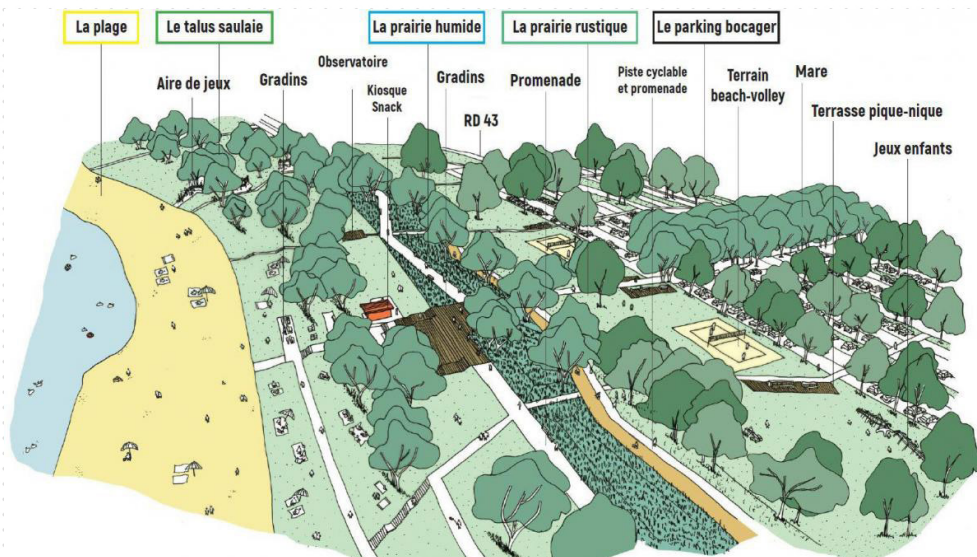 La plage
Le talus saulaie
La prairie humide
La prairie rustique
Le parking bocager
Aire de jeux
Gradins
Observatoire
Kiosque
Snack
Gradins
RD 43
Promenade
Piste cyclable
et promenade
Terrain
beach-volley
Mare
Terrasse pique-nique
Jeux enfants